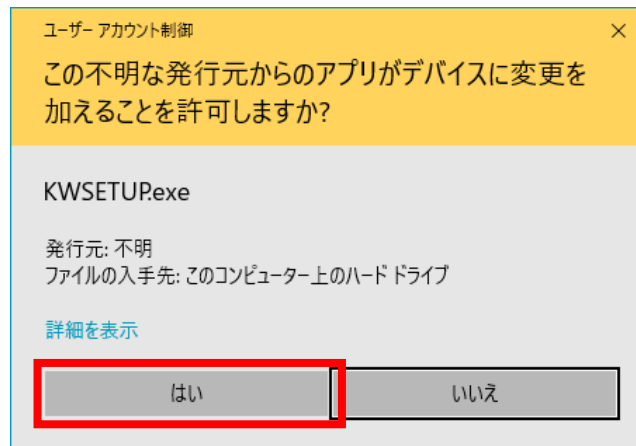 ユーザー アカウント制御
この不明な発行元からのアプリがデバイスに変更を
加えることを許可しますか?
KWSETUP.exe
発行元: 不明
ファイルの入手先: このコンピューター上のハード ドライブ
詳細を表示
はい
いいえ